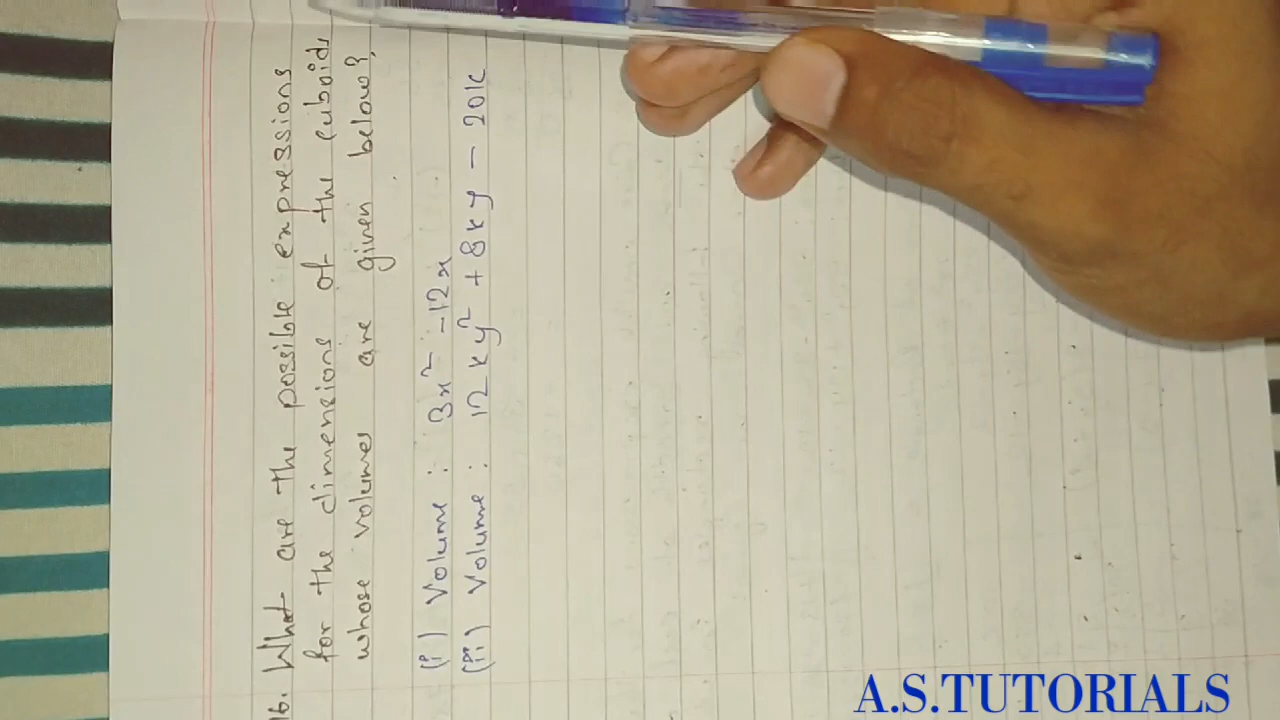 16. What are the possible expressions
for the dimensions of the cuboids
whose volumes are given below?
(i) Volume : 3x² - 12x
(ii) Volume : 12ky² + 8ky - 20k
A.S.TUTORIALS